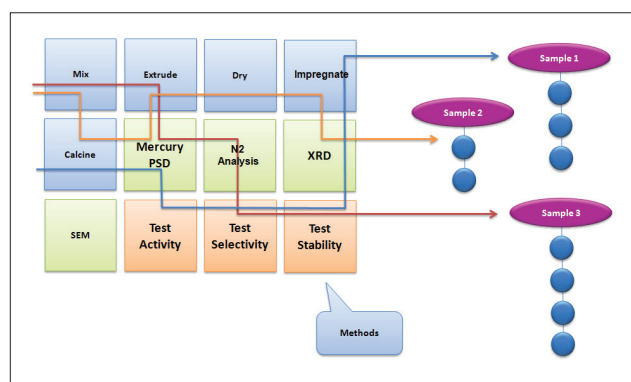 Mix
Extrude
Dry
Impregnate
Sample 1
Calcine
Mercury
PSD
N2
Analysis
XRD
Sample 2
SEM
Test
Activity
Test
Selectivity
Test
Stability
Sample 3
Methods